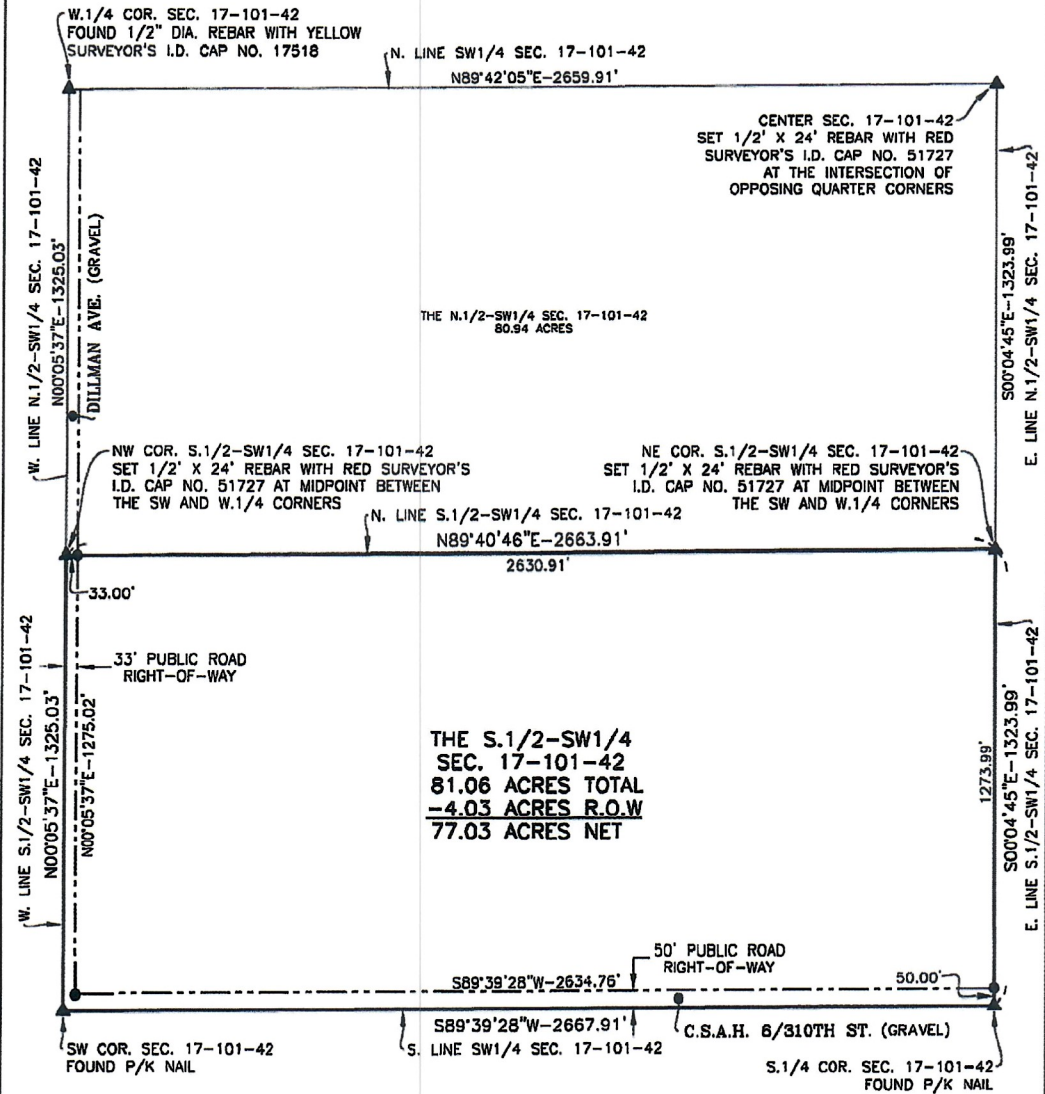 W.1/4 COR. SEC. 17-101-42
FOUND 1/2" DIA. REBAR WITH YELLOW
SURVEYOR'S I.D. CAP NO. 17518
N. LINE SW1/4 SEC. 17-101-42
N89°42'05"E-2659.91'
CENTER SEC. 17-101-42
SET 1/2' X 24' REBAR WITH RED
SURVEYOR'S I.D. CAP NO. 51727
AT THE INTERSECTION OF
OPPOSING QUARTER CORNERS
W. LINE N.1/2-SW1/4 SEC. 17-101-42
N00°05'37"E-1325.03'
DILLMAN AVE. (GRAVEL)
THE N.1/2-SW1/4 SEC. 17-101-42
80.94 ACRES
S00°04'45"E-1323.99'
E. LINE N.1/2-SW1/4 SEC. 17-101-42
NW COR. S.1/2-SW1/4 SEC. 17-101-42
SET 1/2' X 24' REBAR WITH RED SURVEYOR'S
I.D. CAP NO. 51727 AT MIDPOINT BETWEEN
THE SW AND W.1/4 CORNERS
NE COR. S.1/2-SW1/4 SEC. 17-101-42
SET 1/2' X 24' REBAR WITH RED SURVEYOR'S
I.D. CAP NO. 51727 AT MIDPOINT BETWEEN
THE SW AND W.1/4 CORNERS
N. LINE S.1/2-SW1/4 SEC. 17-101-42
N89°40'46"E-2663.91'
2630.91'
33.00'
33' PUBLIC ROAD
RIGHT-OF-WAY
W. LINE S.1/2-SW1/4 SEC. 17-101-42
N00°05'37"E-1325.03'
N00°05'37"E-1275.02'
THE S.1/2-SW1/4
SEC. 17-101-42
81.06 ACRES TOTAL
-4.03 ACRES R.O.W
77.03 ACRES NET
1273.99'
S00°04'45"E-1323.99'
E. LINE S.1/2-SW1/4 SEC. 17-101-42
50' PUBLIC ROAD
RIGHT-OF-WAY
S89°39'28"W-2634.76'
50.00'
S89°39'28"W-2667.91'
C.S.A.H. 6/310TH ST. (GRAVEL)
SW COR. SEC. 17-101-42
FOUND P/K NAIL
S. LINE SW1/4 SEC. 17-101-42
S.1/4 COR. SEC. 17-101-42
FOUND P/K NAIL